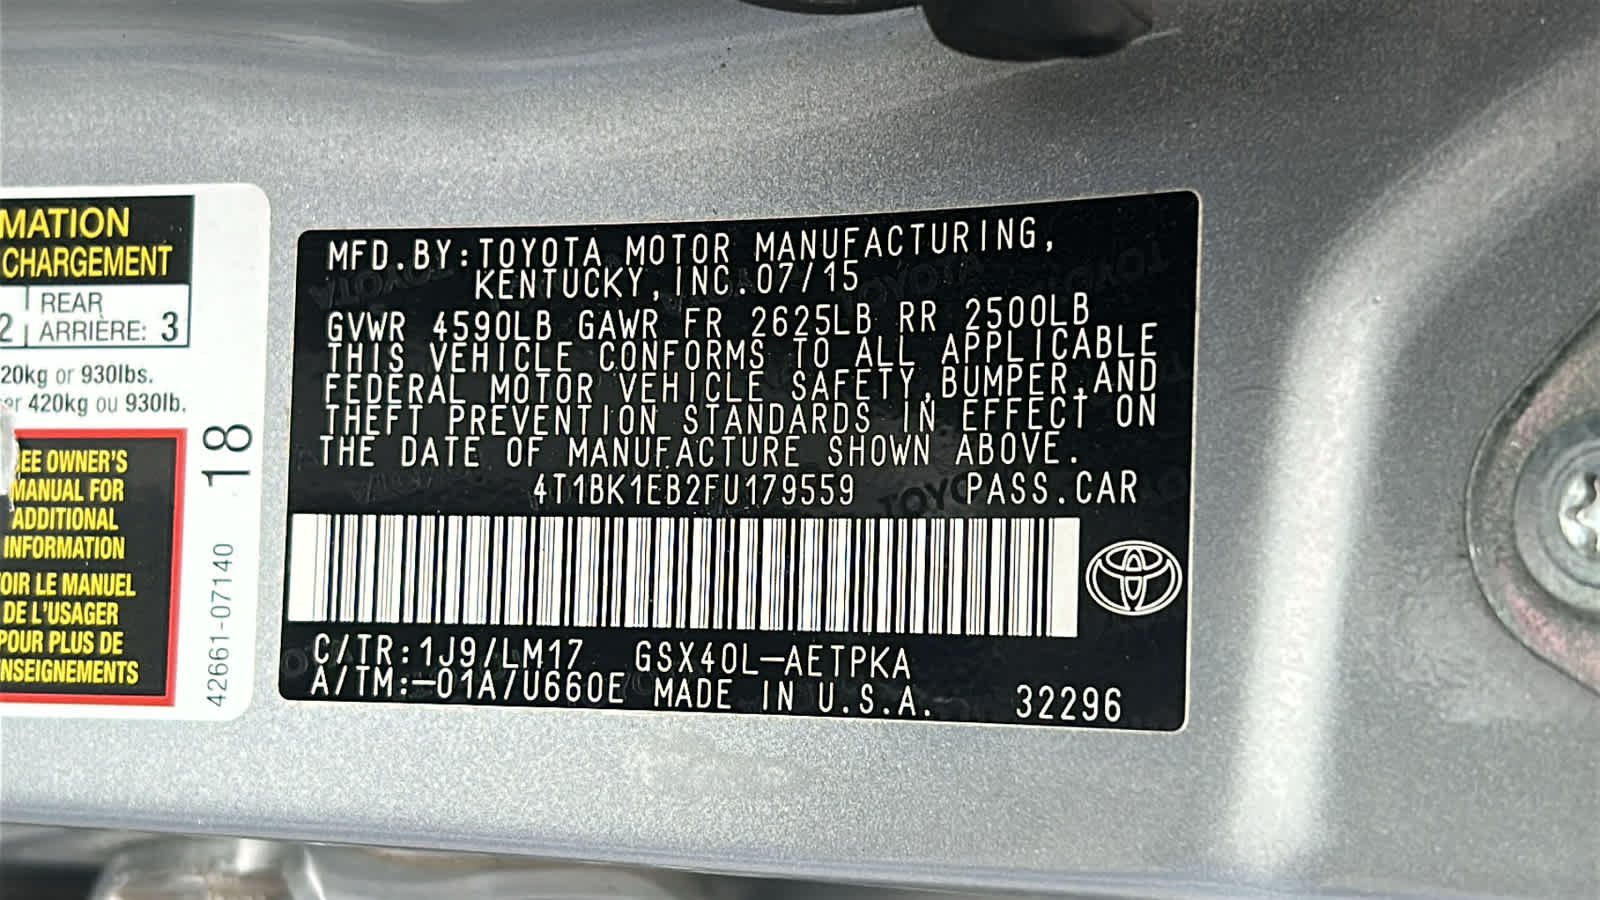 MATION
CHARGEMENT
2 REAR
ARRIÈRE: 3
20kg or 930lbs.
er 420kg ou 930lb.
EE OWNER'S
MANUAL FOR
ADDITIONAL
INFORMATION
OIR LE MANUEL
DE L'USAGER
POUR PLUS DE
NSEIGNEMENTS
18
42661-07140
MFD.BY:TOYOTA MOTOR MANUFACTURING,
KENTUCKY,INC.07/15
GVWR 4590LB GAWR FR 2625LB RR 2500LB
THIS VEHICLE CONFORMS TO ALL APPLICABLE
FEDERAL MOTOR VEHICLE SAFETY,BUMPER,AND
THEFT PREVENTION STANDARDS IN EFFECT ON
THE DATE OF MANUFACTURE SHOWN ABOVE.
4T1BK1EB2FU179559 PASS.CAR
C/TR:1J9/LM17 GSX40L-AETPKA
A/TM:-01A/U660E MADE IN U.S.A. 32296